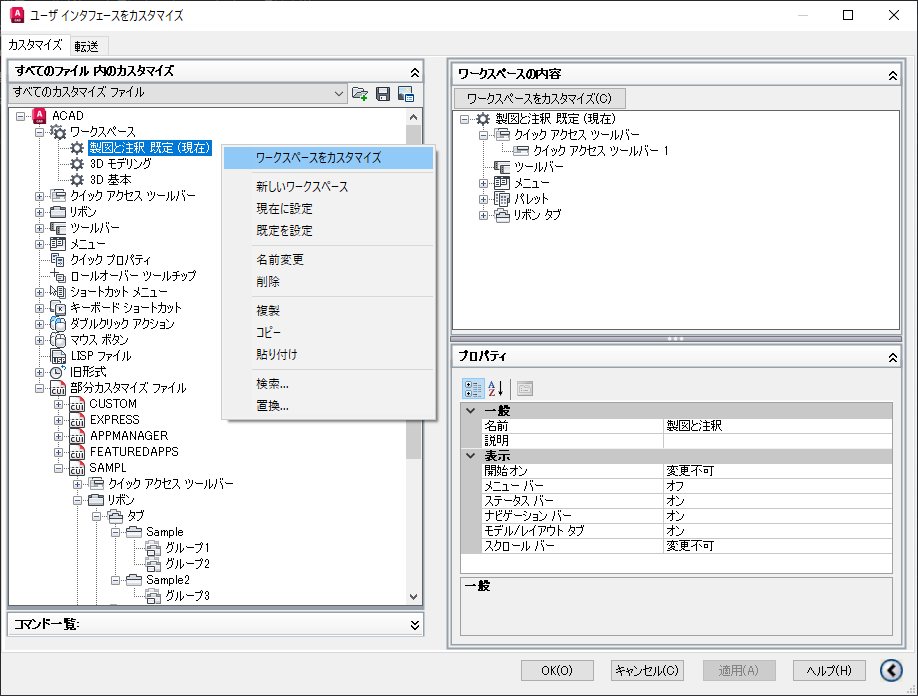 ユーザ インタフェースをカスタマイズ
カスタマイズ
転送
すべてのファイル 内のカスタマイズ
すべてのカスタマイズ ファイル
ACAD
ワークスペース
製図と注釈 既定 (現在)
3D モデリング
3D 基本
クイック アクセス ツールバー
リボン
ツールバー
メニュー
クイック プロパティ
ロールオーバー ツールチップ
ショートカット メニュー
キーボード ショートカット
ダブルクリック アクション
マウス ボタン
LISP ファイル
旧形式
部分カスタマイズ ファイル
CUSTOM
EXPRESS
APPMANAGER
FEATUREDAPPS
SAMPL
クイック アクセス ツールバー
リボン
タブ
Sample
グループ1
グループ2
Sample2
グループ3
コマンド一覧:
ワークスペースをカスタマイズ
新しいワークスペース
現在に設定
既定を設定
名前変更
削除
複製
コピー
貼り付け
検索...
置換...
ワークスペースの内容
ワークスペースをカスタマイズ(C)
製図と注釈 既定 (現在)
クイック アクセス ツールバー
クイック アクセス ツールバー 1
ツールバー
メニュー
パレット
リボン タブ
プロパティ
一般
名前 製図と注釈
説明
表示
開始オン 変更不可
メニュー バー オフ
ステータス バー オン
ナビゲーション バー オン
モデル/レイアウト タブ オン
スクロール バー 変更不可
一般
OK(O)
キャンセル(C)
適用(A)
ヘルプ(H)